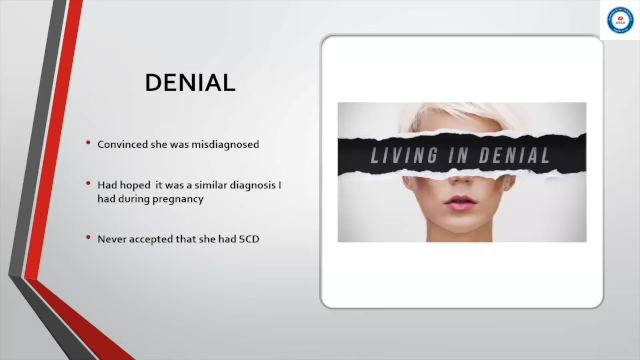 DENIAL
Convinced she was misdiagnosed
Had hoped it was a similar diagnosis I
had during pregnancy
Never accepted that she had SCD
LIVING IN DENIAL